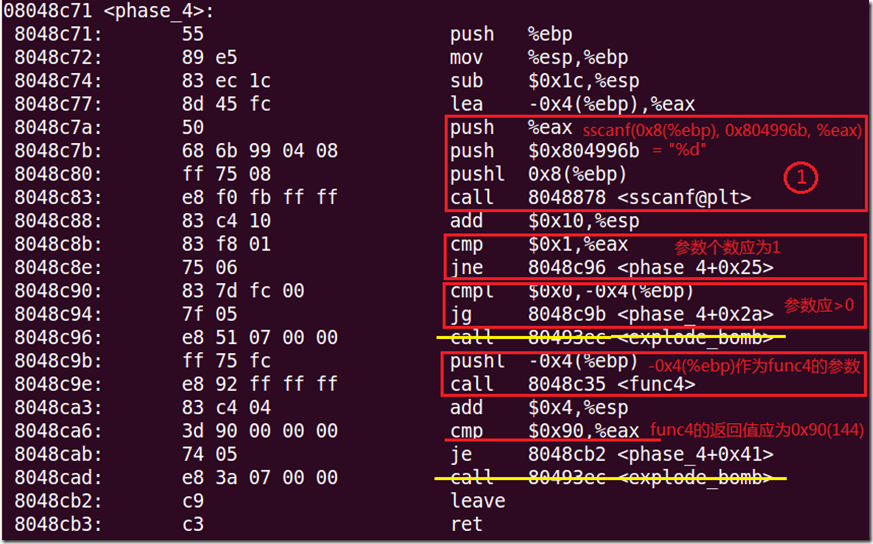 08048c71 <phase_4>:
8048c71: 55 push %ebp
8048c72: 89 e5 mov %esp,%ebp
8048c74: 83 ec 1c sub $0x1c,%esp
8048c77: 8d 45 fc lea -0x4(%ebp),%eax
8048c7a: 50 push %eax sscanf(0x8(%ebp), 0x804996b, %eax)
8048c7b: 68 6b 99 04 08 push $0x804996b = "%d"
8048c80: ff 75 08 pushl 0x8(%ebp) 1
8048c83: e8 f0 fb ff ff call 8048878 <sscanf@plt>
8048c88: 83 c4 10 add $0x10,%esp
8048c8b: 83 f8 01 cmp $0x1,%eax 参数个数应为1
8048c8e: 75 06 jne 8048c96 <phase_4+0x25>
8048c90: 83 7d fc 00 cmpl $0x0,-0x4(%ebp)
8048c94: 7f 05 jg 8048c9b <phase_4+0x2a> 参数应>0
8048c96: e8 51 07 00 00 call 80493ec <explode_bomb>
8048c9b: ff 75 fc pushl -0x4(%ebp) -0x4(%ebp)作为func4的参数
8048c9e: e8 92 ff ff ff call 8048c35 <func4>
8048ca3: 83 c4 04 add $0x4,%esp
8048ca6: 3d 90 00 00 00 cmp $0x90,%eax func4的返回值应为0x90(144)
8048cab: 74 05 je 8048cb2 <phase_4+0x41>
8048cad: e8 3a 07 00 00 call 80493ec <explode_bomb>
8048cb2: c9 leave
8048cb3: c3 ret